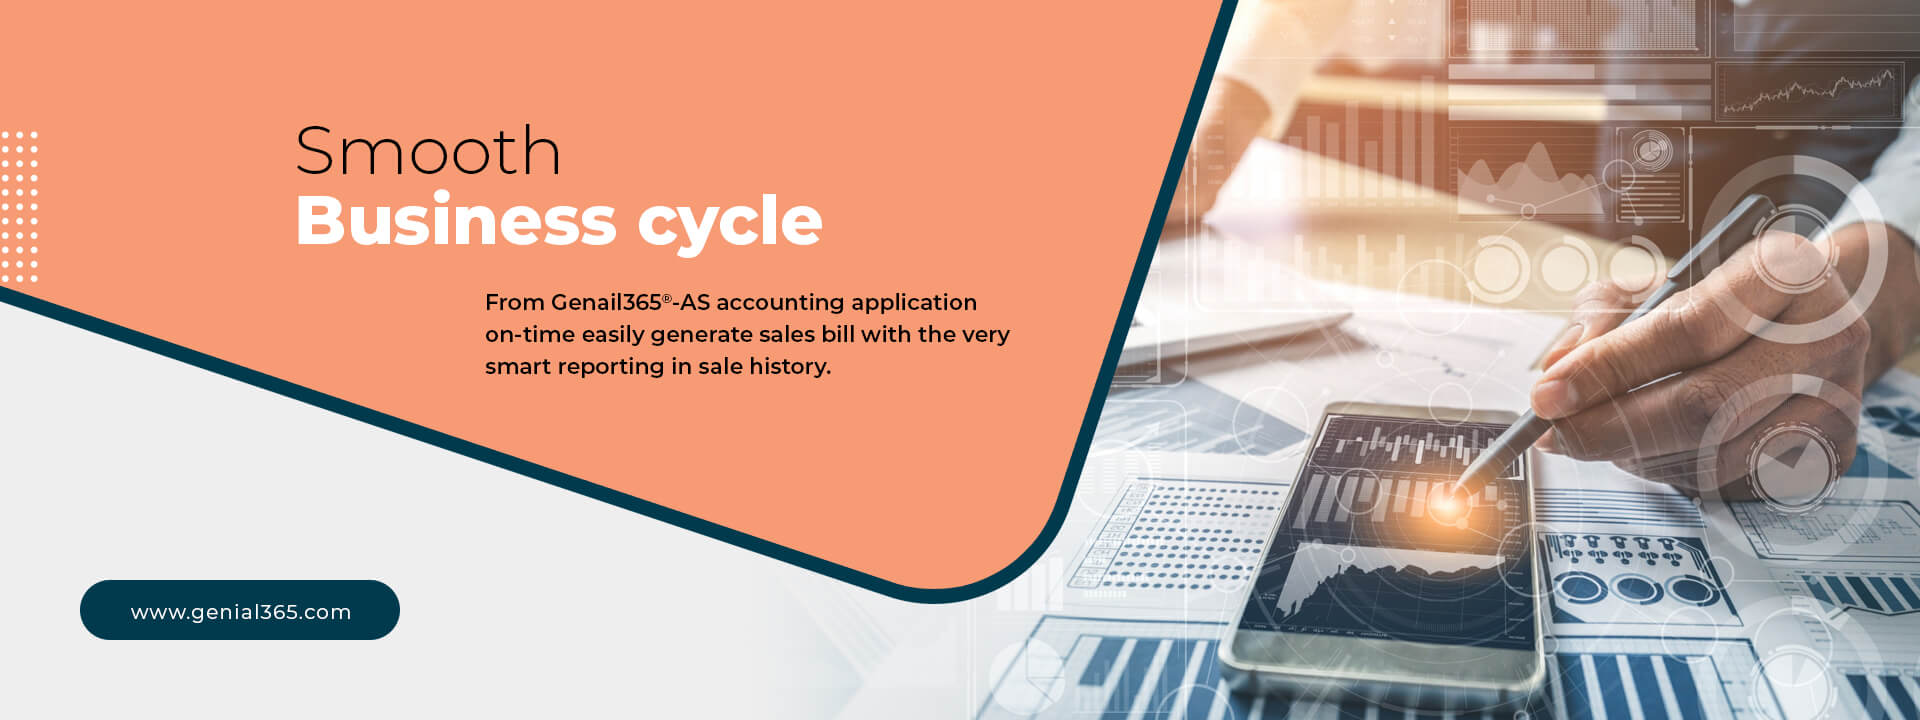 Smooth
Business cycle
From Genail365®-AS accounting application
on-time easily generate sales bill with the very
smart reporting in sale history.
www.genial365.com